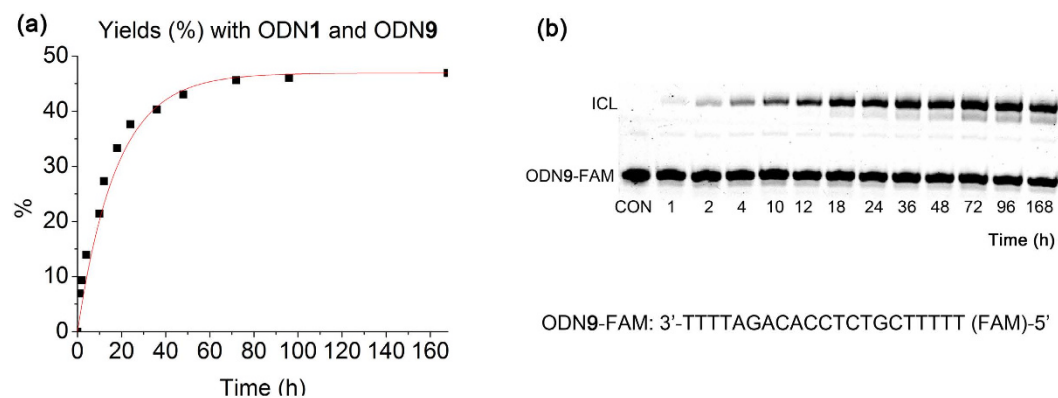 (a)
Yields (%) with ODN1 and ODN9
50
40
30
20
10
0
%
0 20 40 60 80 100 120 140 160
Time (h)
(b)
ICL
ODN9-FAM
CON 1 2 4 10 12 18 24 36 48 72 96 168
Time (h)
ODN9-FAM: 3'-TTTTAGACACCTCTGCTTTTT (FAM)-5'